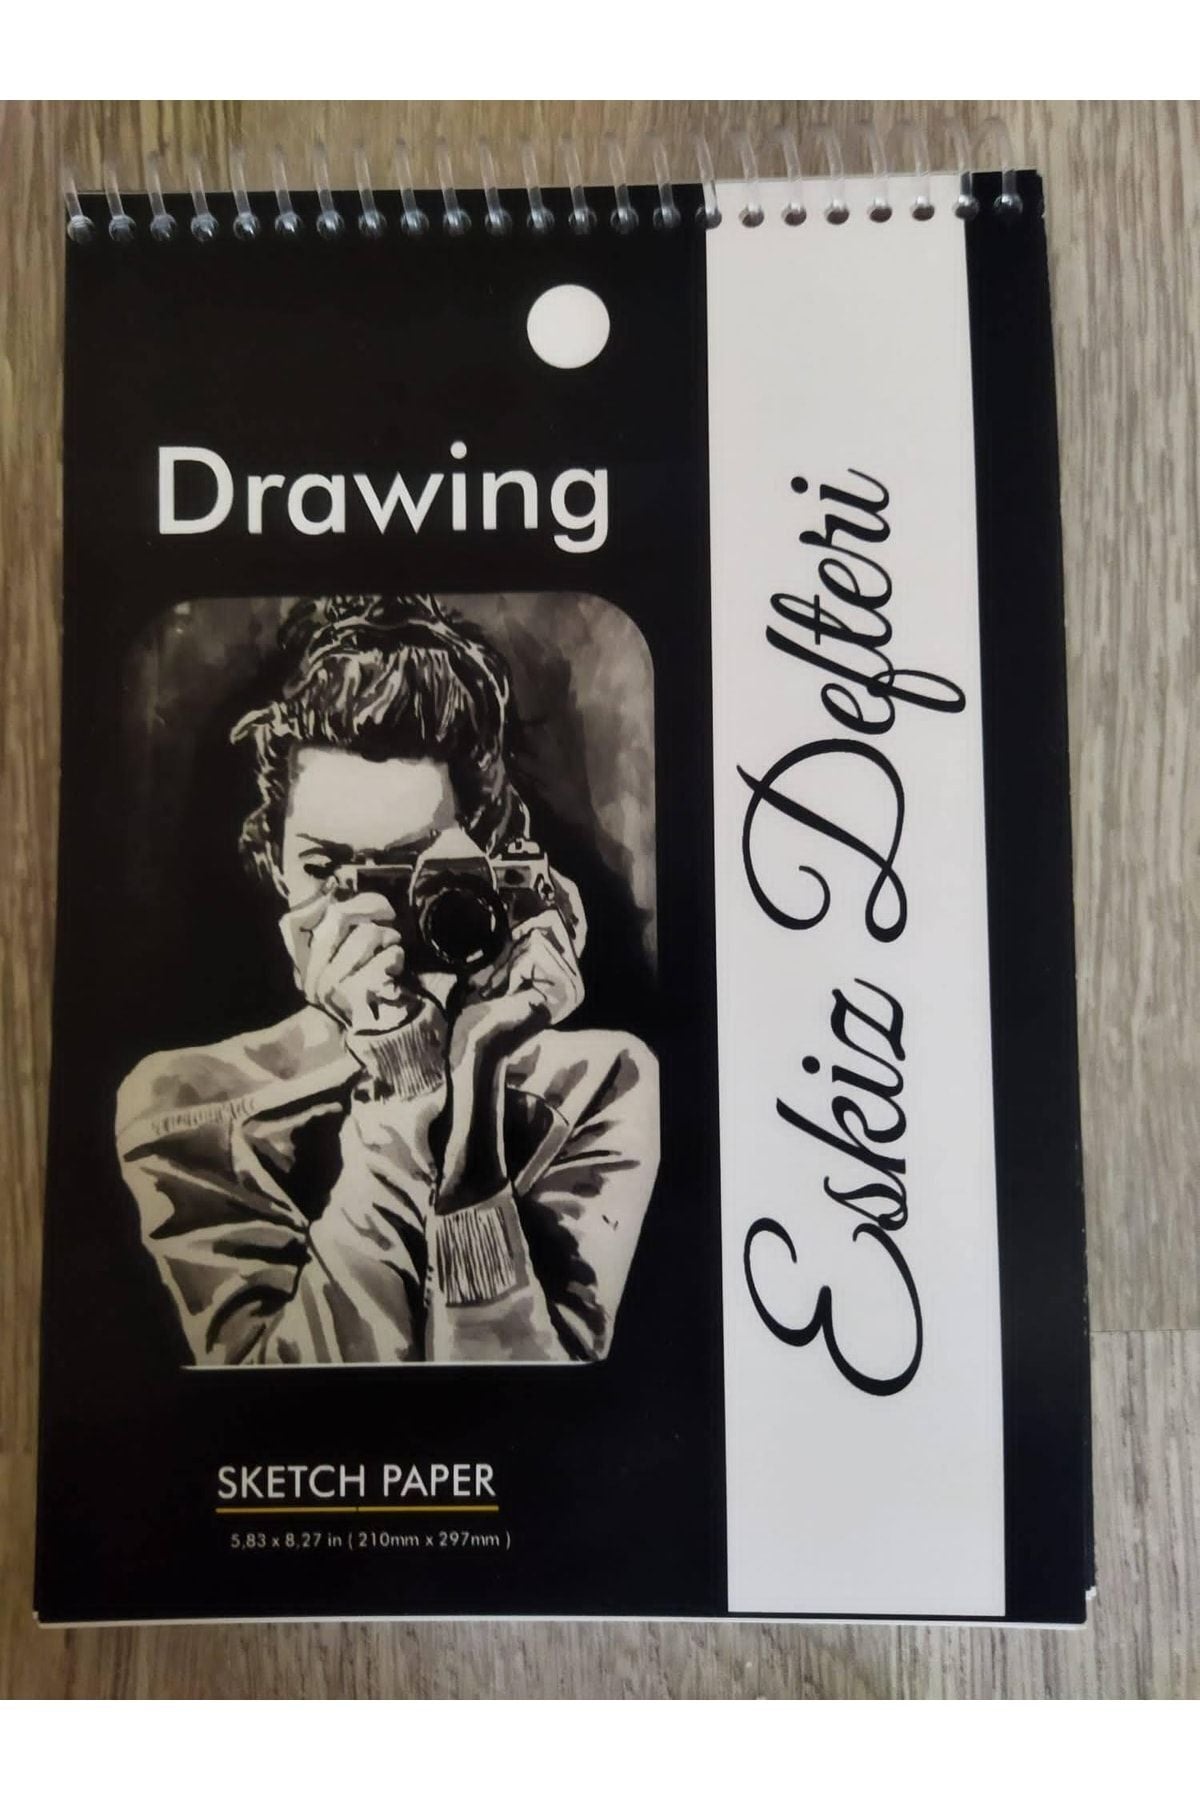 Drawing
Eskiz Defteri
SKETCH PAPER
5,83 x 8,27 in ( 210mm x 297mm )